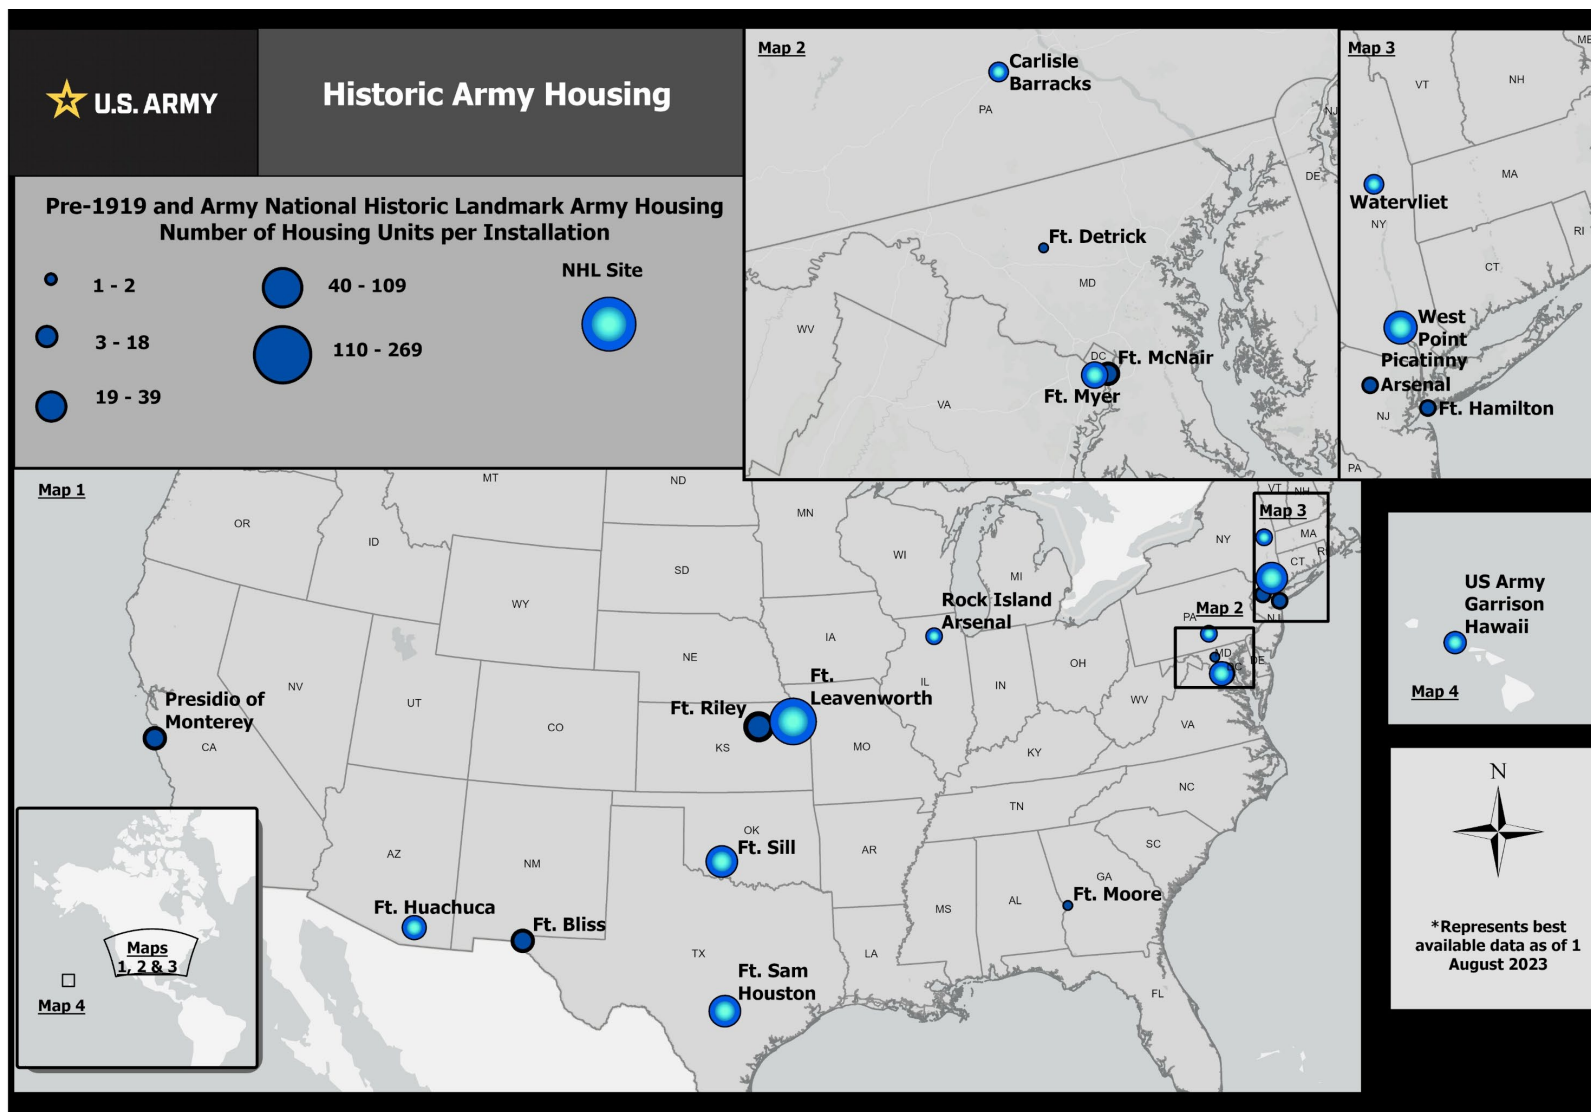 U.S. ARMY
Historic Army Housing
Pre-1919 and Army National Historic Landmark Army Housing
Number of Housing Units per Installation
1 - 2
3 - 18
19 - 39
40 - 109
110 - 269
NHL Site
Map 2
Carlisle
Barracks
PA
NJ
DE
Ft. Detrick
MD
WV
DC
Ft. McNair
Ft. Myer
VA
Map 3
ME
VT
NH
MA
Watervliet
NY
RI
CT
West
Point
Picatinny
Arsenal
NJ
Ft. Hamilton
PA
Map 1
MT
ND
MN
OR
ID
WI
SD
MI
WY
NY
VT
NH
Map 3
MA
CT
RI
Rock Island
Arsenal
IA
NE
PA
Map 2
NJ
MD
DE
DC
OH
IN
IL
WV
VA
Presidio of
Monterey
CA
NV
UT
CO
Ft. Riley
KS
Ft.
Leavenworth
MO
KY
NC
TN
SC
AZ
NM
OK
Ft. Sill
AR
GA
Ft. Moore
MS
AL
Ft. Huachuca
Ft. Bliss
TX
LA
Ft. Sam
Houston
FL
Maps
1, 2 & 3
Map 4
US Army
Garrison
Hawaii
Map 4
N
*Represents best
available data as of 1
August 2023